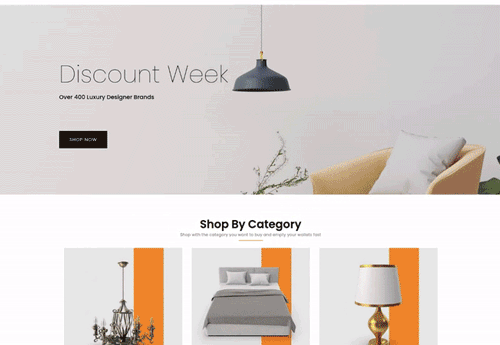 Discount Week
Over 400 Luxury Designer Brands
SHOP NOW
Shop By Category
Shop with the category you want to buy and empty your wallets fast